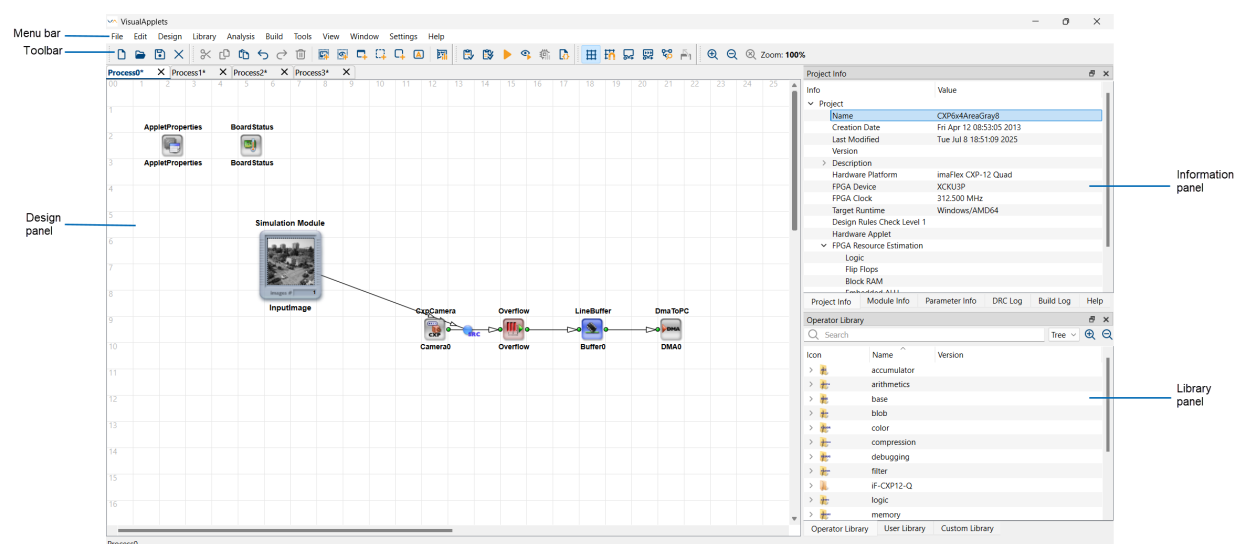 VisualApplets
Menu bar
File Edit Design Library Analysis Build Tools View Window Settings Help
Toolbar
Zoom: 100%
Process0* Process1* Process2* Process3*
00 1 2 3 4 5 6 7 8 9 10 11 12 13 14 15 16 17 18 19 20 21 22 23 24 25
1
2
3
4
5
6
7
8
9
10
11
12
13
14
15
16
AppletProperties BoardStatus
AppletProperties BoardStatus
Design
panel
Simulation Module
Images # 1
InputImage
CxpCamera Overflow LineBuffer DmaToPC
CXP SRC DMA
Camera0 Overflow Buffer0 DMA0
Process0
Project Info
Info Value
Project
Name CXP6x4AreaGray8
Creation Date Fri Apr 12 08:53:05 2013
Last Modified Tue Jul 8 18:51:09 2025
Version
Description
Hardware Platform imaFlex CXP-12 Quad
FPGA Device XCKU3P
FPGA Clock 312.500 MHz
Target Runtime Windows/AMD64
Design Rules Check Level 1
Hardware Applet
FPGA Resource Estimation
Logic
Flip Flops
Block RAM
Embedded ALU
Project Info Module Info Parameter Info DRC Log Build Log Help
Information
panel
Operator Library
Search Tree
Icon Name Version
accumulator
arithmetics
base
blob
color
compression
debugging
filter
iF-CXP12-Q
logic
memory
Operator Library User Library Custom Library
Library
panel